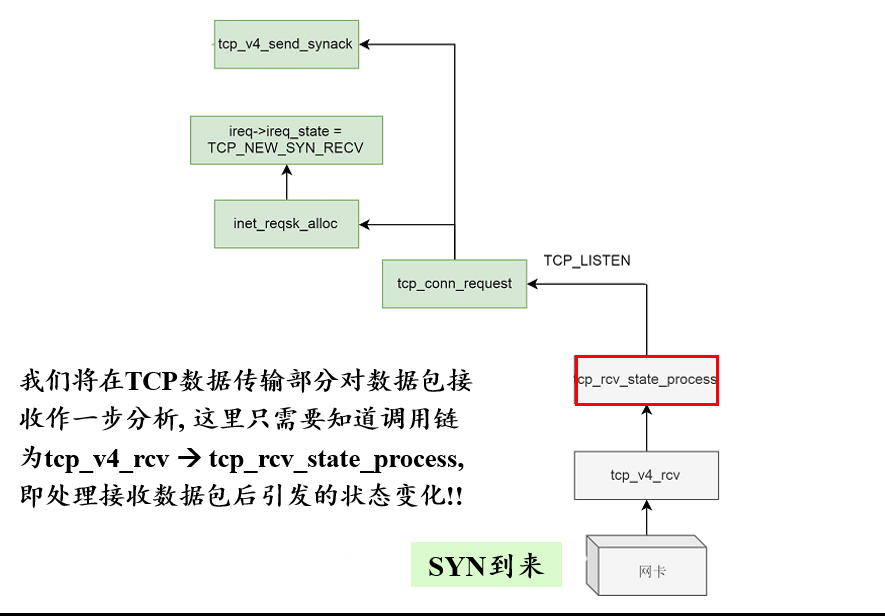 tcp_v4_send_synack
ireq->ireq_state =
TCP_NEW_SYN_RECV
inet_reqsk_alloc
TCP_LISTEN
tcp_conn_request
tcp_rcv_state_process
我们将在TCP数据传输部分对数据包接
收作一步分析, 这里只需要知道调用链
为tcp_v4_rcv → tcp_rcv_state_process,
即处理接收数据包后引发的状态变化!!
tcp_v4_rcv
SYN到来
网卡